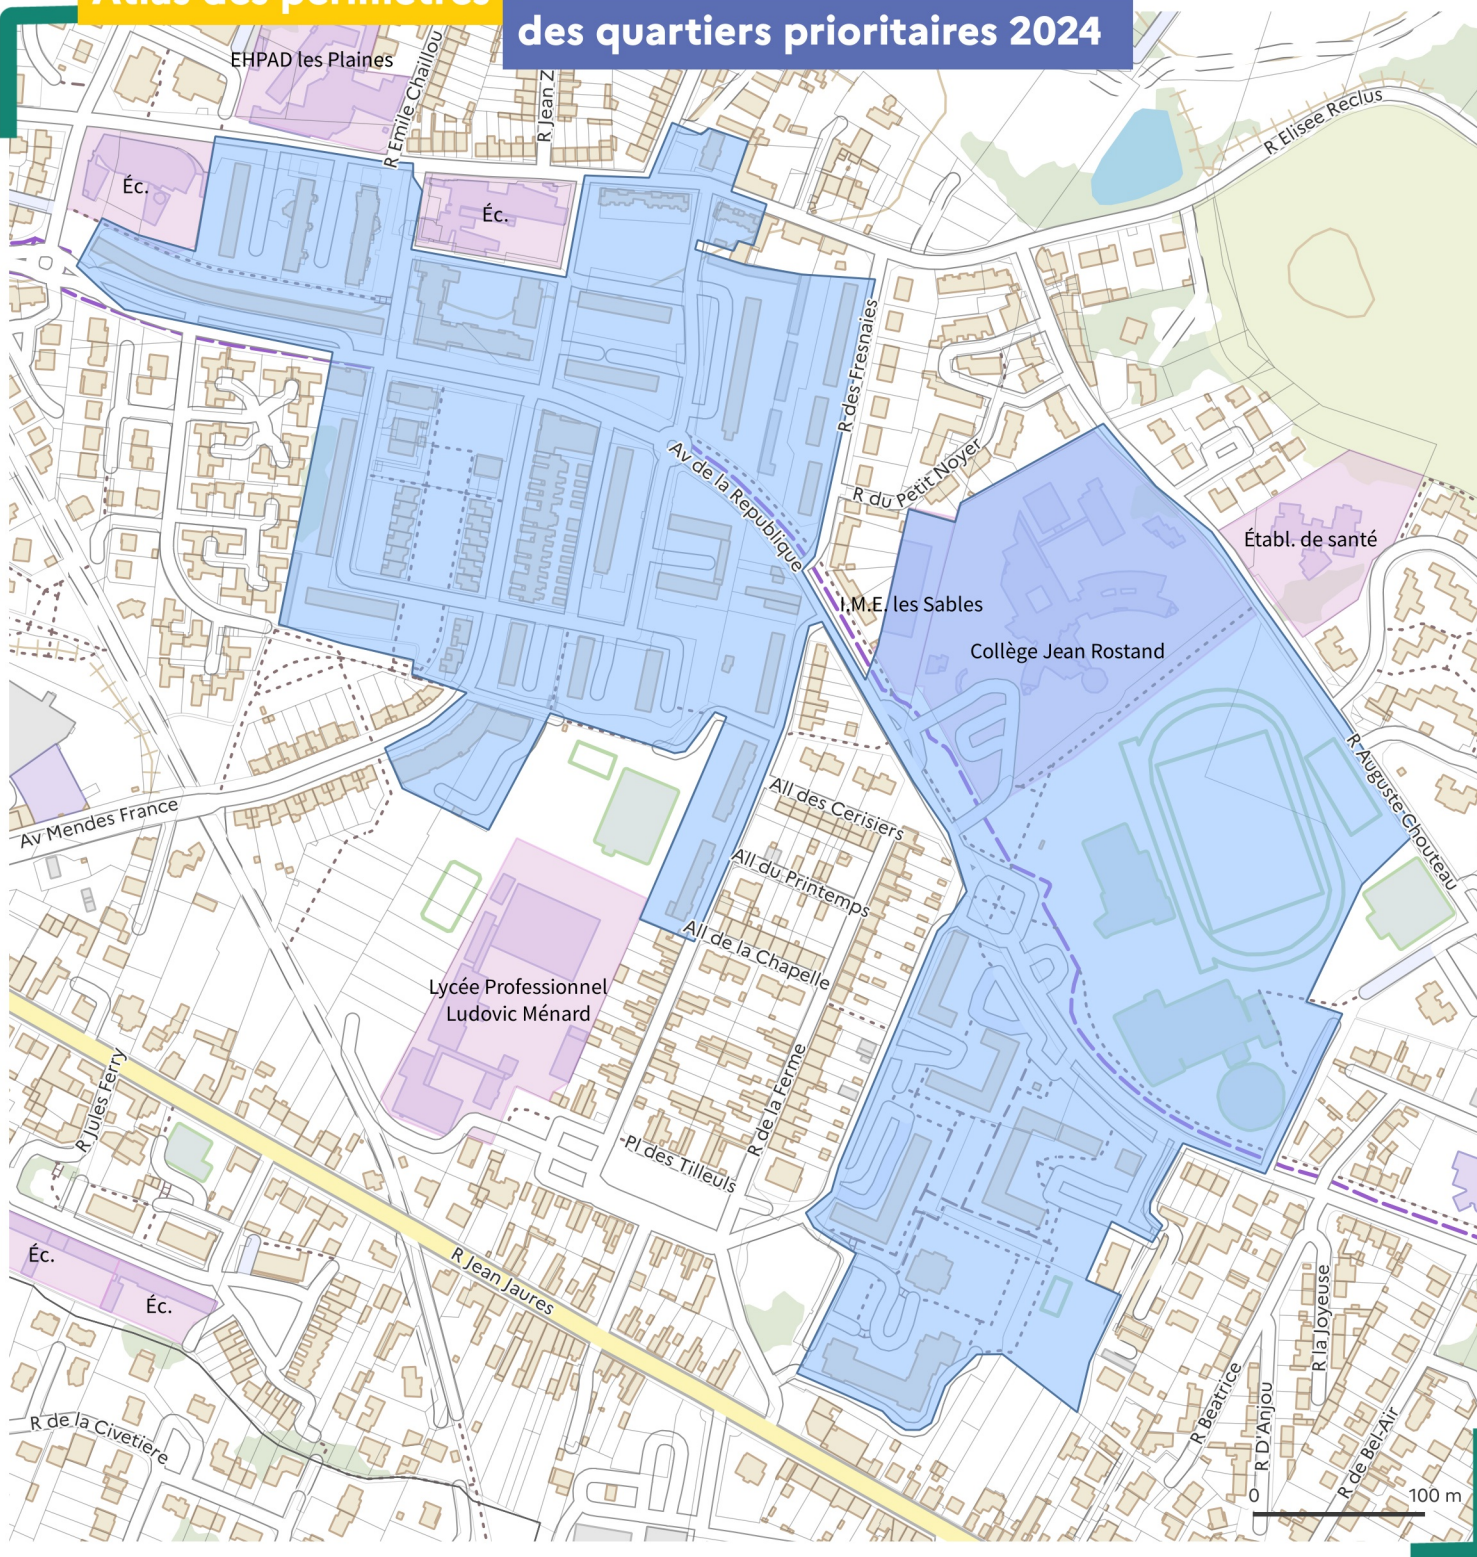 Atlas des périmètres
des quartiers prioritaires 2024
EHPAD les Plaines
R Emile Chaillou
R Jean Z
R Elisee Reclus
Éc.
Éc.
R des Fresnaies
Av de la Republique
R du Petit Noyer
Établ. de santé
I.M.E. les Sables
Collège Jean Rostand
R Auguste Chouteau
Av Mendes France
All des Cerisiers
All du Printemps
All de la Chapelle
Lycée Professionnel
Ludovic Ménard
R Jules Ferry
R de la Ferme
Pl des Tilleuls
Éc.
Éc.
R Jean Jaures
R la Joyeuse
R Beatrice
R D'Anjou
R de Bel-Air
R de la Civetiere
0
100 m